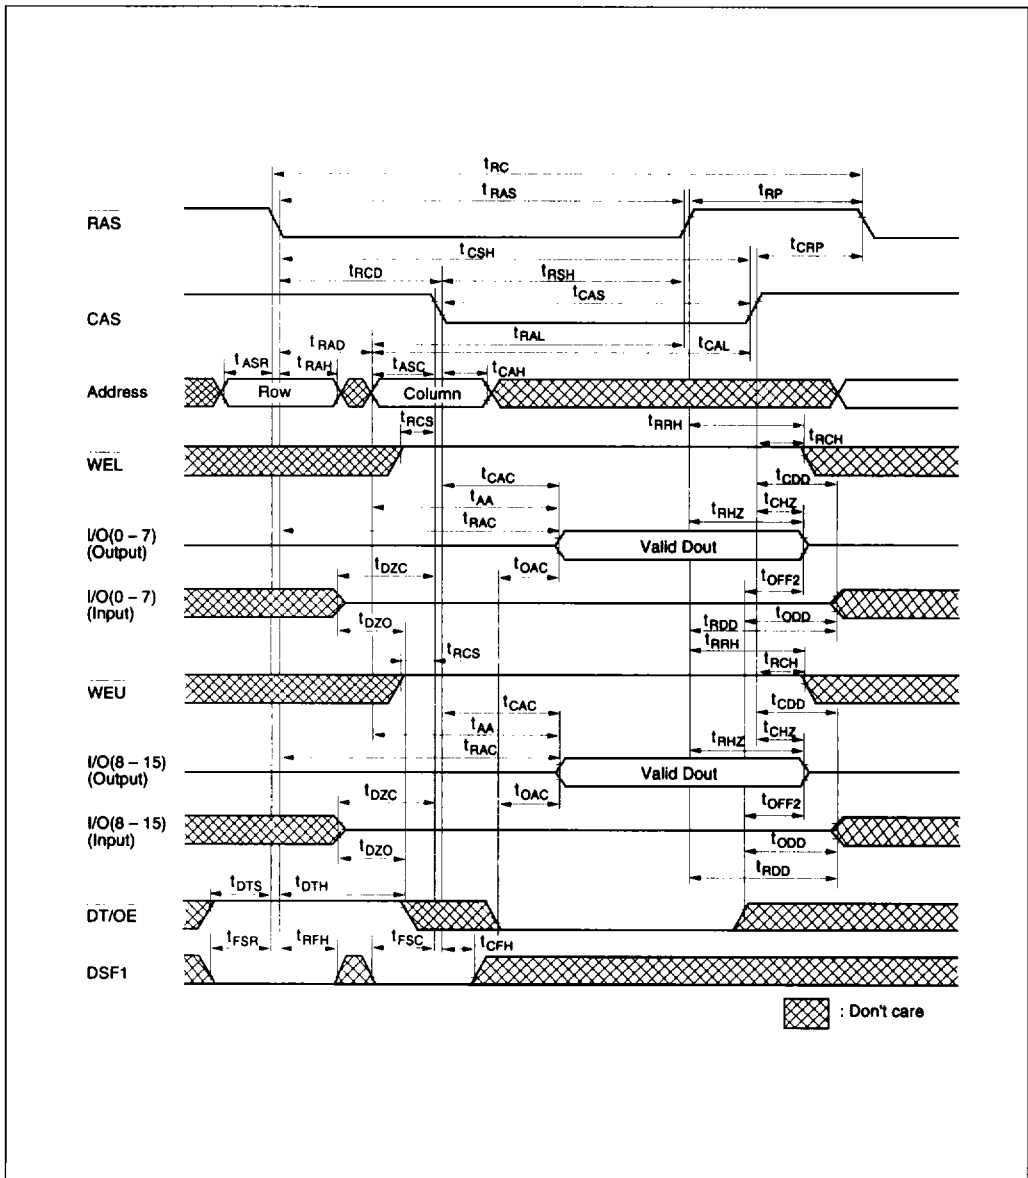 tRC
tRAS
tRP
RAS
tCSH
tCRP
tRCD
tRSH
tCAS
CAS
tRAL
tRAD
tCAL
tASR
tRAH
tASC
tCAH
Address
Row
Column
tRCS
tRRH
tRCH
WEL
tCAC
tCDD
tAA
tCHZ
tRAC
tRHZ
I/O(0 – 7)
(Output)
Valid Dout
tDZC
tOAC
tOFF2
I/O(0 – 7)
(Input)
tODD
tDZO
tRDD
tRRH
tRCS
tRCH
WEU
tCAC
tCDD
tAA
tCHZ
tRAC
tRHZ
I/O(8 – 15)
(Output)
Valid Dout
tDZC
tOAC
tOFF2
I/O(8 – 15)
(Input)
tODD
tDZO
tRDD
tDTS
tDTH
DT/OE
tFSR
tRFH
tFSC
tCFH
DSF1
: Don't care